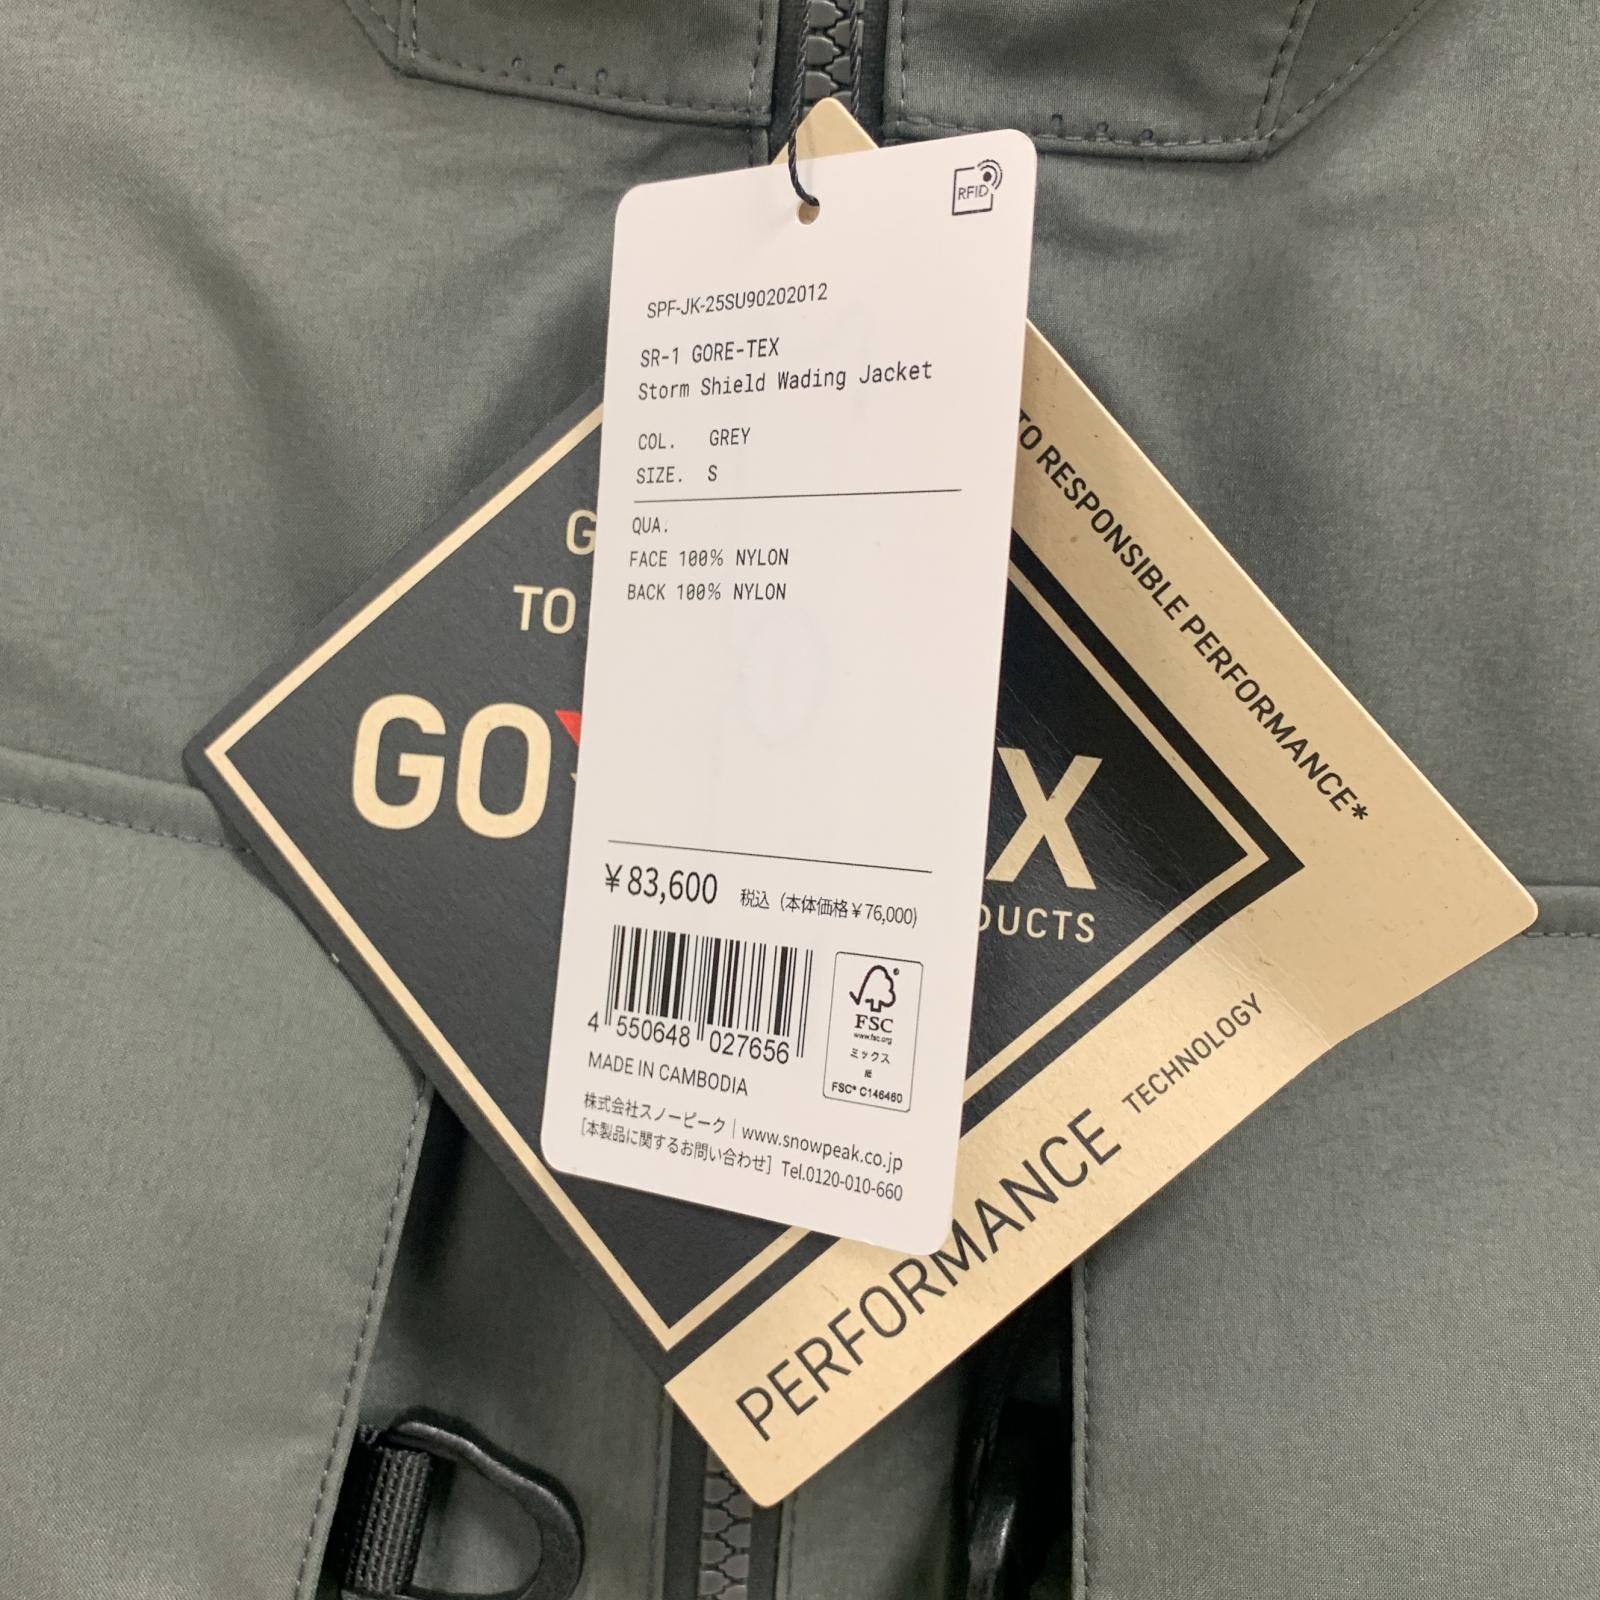 RFID
SPF-JK-25SU90202012
SR-1 GORE-TEX
Storm Shield Wading Jacket
COL. GREY
SIZE. S
QUA.
FACE 100% NYLON
BACK 100% NYLON
¥83,600 税込（本体価格¥76,000）
4 550648 027656
FSC
www.fsc.org
ミックス
紙
FSC® C146460
MADE IN CAMBODIA
株式会社スノーピーク｜www.snowpeak.co.jp
［本製品に関するお問い合わせ］ Tel.0120-010-660
TO
GO
X
TO RESPONSIBLE PERFORMANCE*
PERFORMANCE TECHNOLOGY